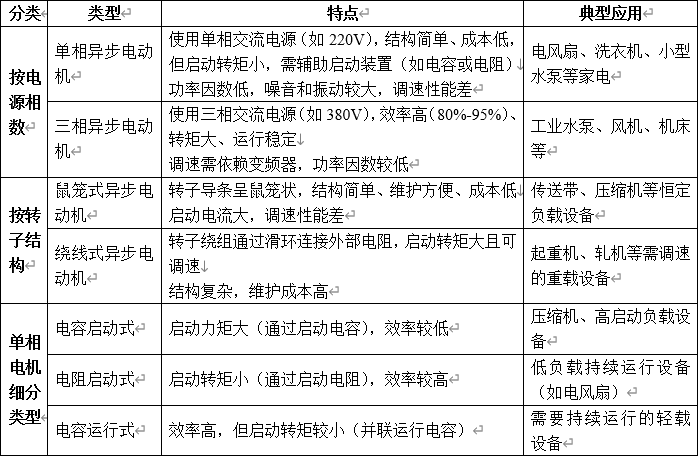 分类 类型 特点 典型应用
按电源相数
单相异步电动机
使用单相交流电源（如 220V），结构简单、成本低，
但启动转矩小，需辅助启动装置（如电容或电阻）↓
功率因数低，噪音和振动较大，调速性能差
电风扇、洗衣机、小型
水泵等家电
三相异步电动机
使用三相交流电源（如 380V），效率高（80%-95%）、
转矩大、运行稳定↓
调速需依赖变频器，功率因数较低
工业水泵、风机、机床
等
按转子结构
鼠笼式异步电动机
转子导条呈鼠笼状，结构简单、维护方便、成本低↓
启动电流大，调速性能差
传送带、压缩机等恒定
负载设备
绕线式异步电动机
转子绕组通过滑环连接外部电阻，启动转矩大且可
调速↓
结构复杂，维护成本高
起重机、轧机等需调速
的重载设备
单相电机细分类型
电容启动式
启动力矩大（通过启动电容），效率较低
压缩机、高启动负载设
备
电阻启动式
启动转矩小（通过启动电阻），效率较高
低负载持续运行设备
（如电风扇）
电容运行式
效率高，但启动转矩较小（并联运行电容）
需要持续运行的轻载
设备